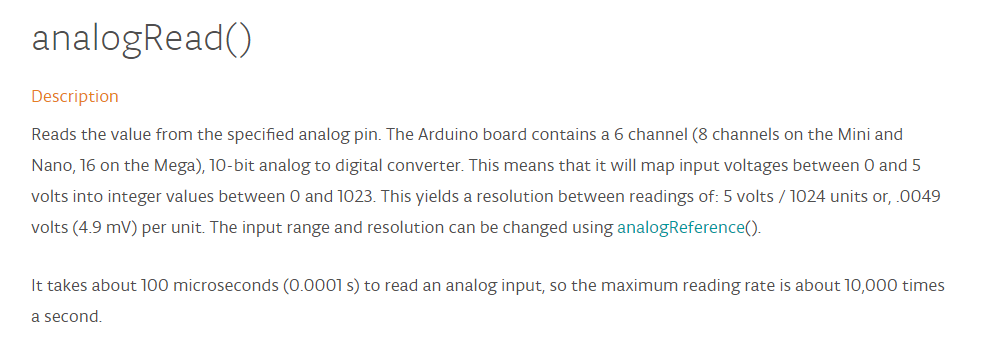 analogRead()
Description
Reads the value from the specified analog pin. The Arduino board contains a 6 channel (8 channels on the Mini and
Nano, 16 on the Mega), 10-bit analog to digital converter. This means that it will map input voltages between 0 and 5
volts into integer values between 0 and 1023. This yields a resolution between readings of: 5 volts / 1024 units or, .0049
volts (4.9 mV) per unit. The input range and resolution can be changed using analogReference().
It takes about 100 microseconds (0.0001 s) to read an analog input, so the maximum reading rate is about 10,000 times
a second.